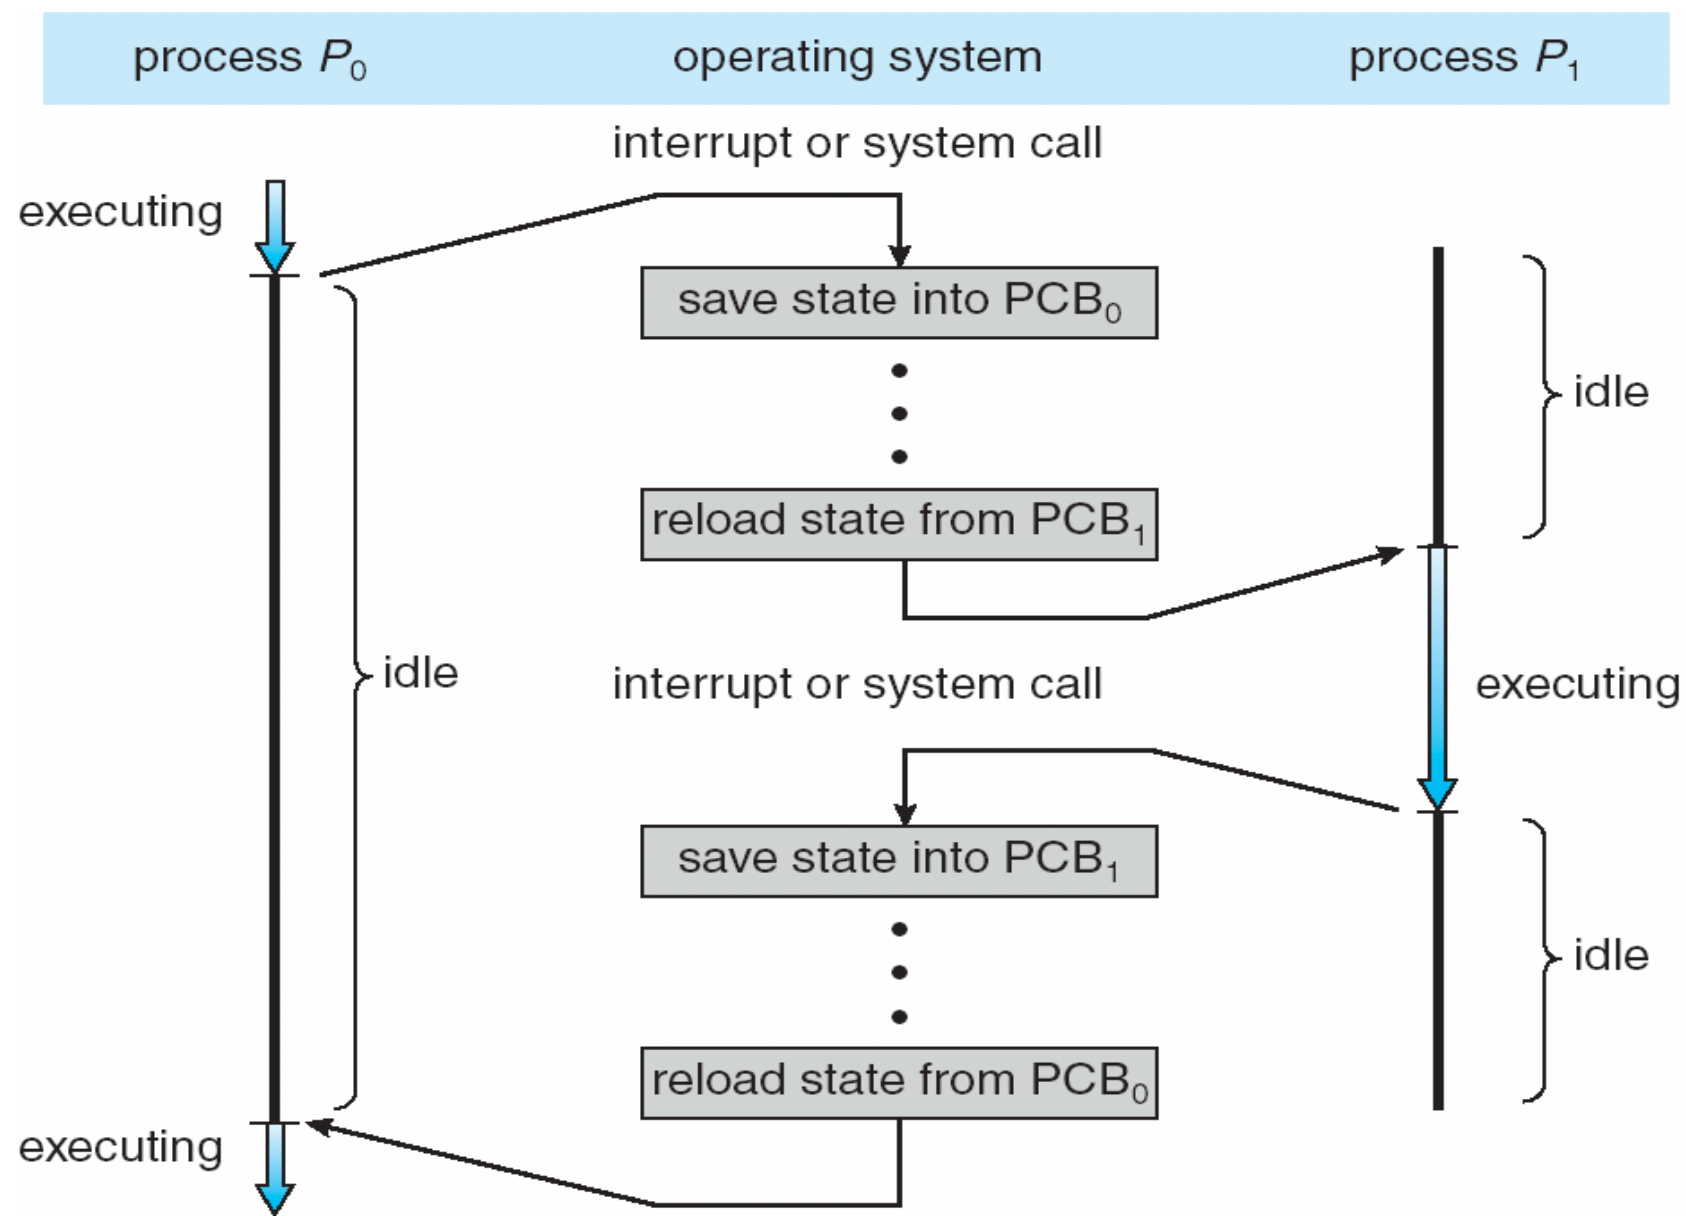 process P₀ operating system process P₁
interrupt or system call
executing
save state into PCB₀
idle
reload state from PCB₁
idle
interrupt or system call
executing
save state into PCB₁
idle
reload state from PCB₀
executing